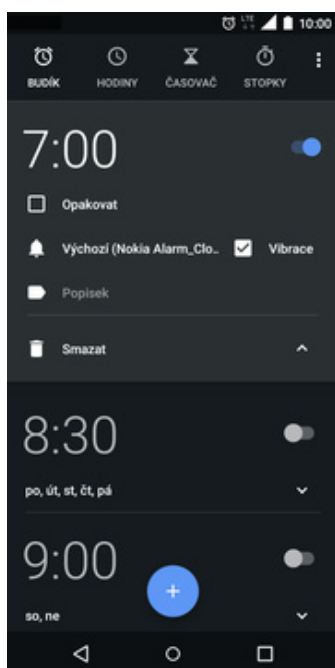 LTE 10:00
BUDÍK HODINY ČASOVAČ STOPKY
7:00
Opakovat
Výchozí (Nokia Alarm_Clo.. Vibrace
Popisek
Smazat
8:30
po, út, st, čt, pá
9:00
so, ne